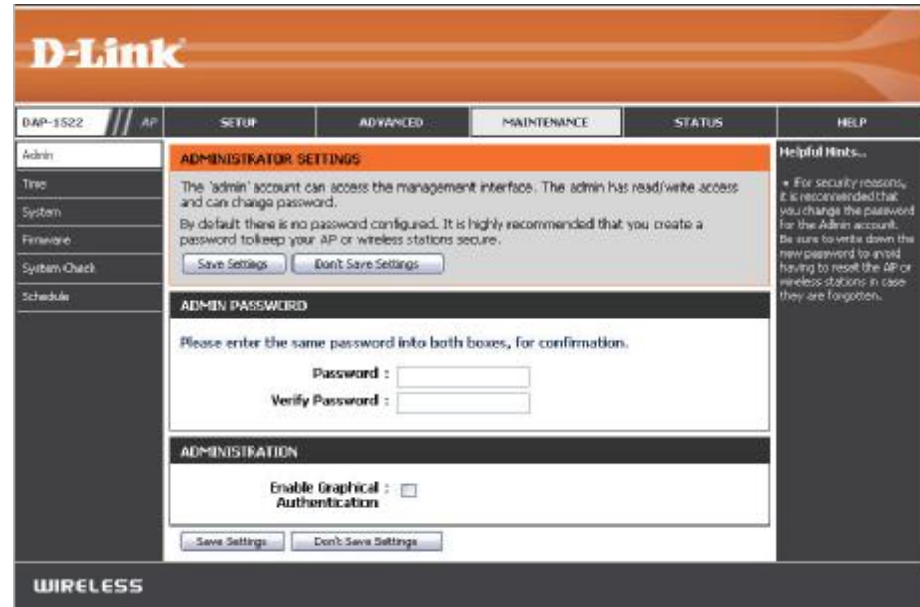 D-Link
DAP-1522 /// AP
SETUP
ADVANCED
MAINTENANCE
STATUS
HELP
Admin
Time
System
Firmware
System Check
Schedule
ADMINISTRATOR SETTINGS
The 'admin' account can access the management interface. The admin has read/write access
and can change password.
By default there is no password configured. It is highly recommended that you create a
password to keep your AP or wireless stations secure.
Save Settings
Don't Save Settings
ADMIN PASSWORD
Please enter the same password into both boxes, for confirmation.
Password :
Verify Password :
ADMINISTRATION
Enable Graphical :
Authentication
Save Settings
Don't Save Settings
Helpful Hints...
• For security reasons,
it is recommended that
you change the password
for the Admin account.
Be sure to write down the
new password to avoid
having to reset the AP or
wireless stations in case
they are forgotten.
WIRELESS